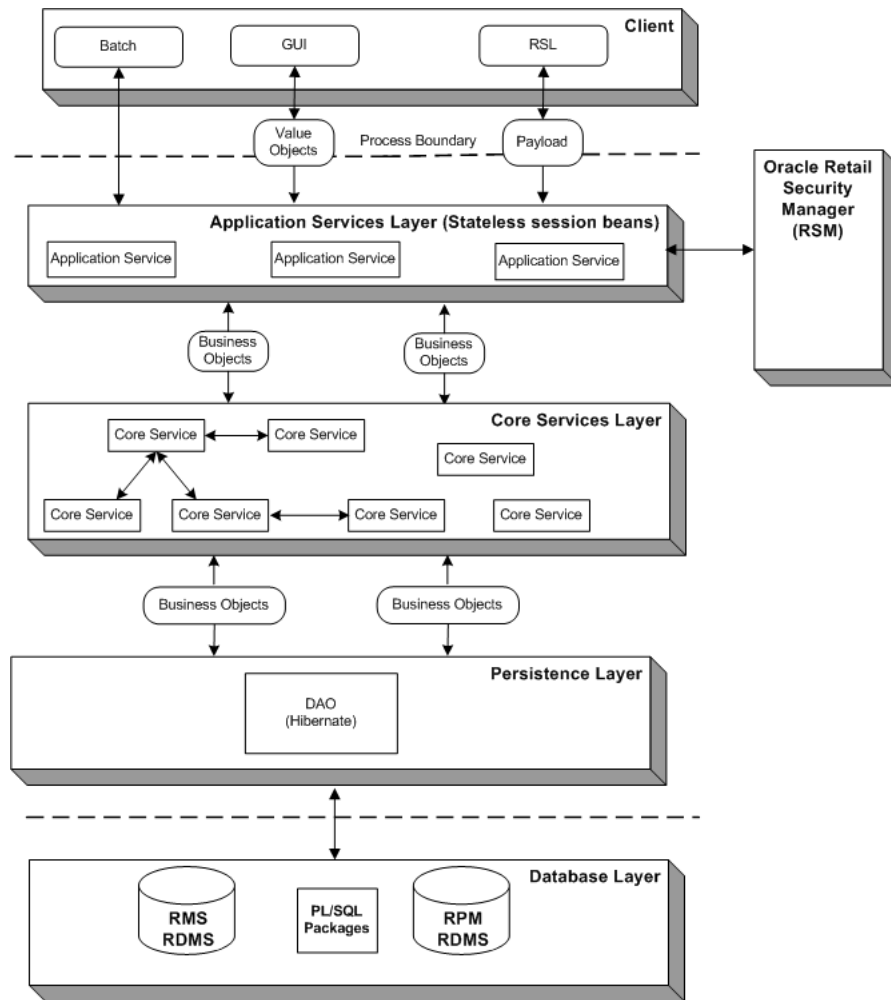 Client
Batch
GUI
RSL
Value
Objects
Process Boundary
Payload
Oracle Retail
Security
Manager
(RSM)
Application Services Layer (Stateless session beans)
Application Service
Application Service
Application Service
Business
Objects
Business
Objects
Core Services Layer
Core Service
Core Service
Core Service
Core Service
Core Service
Core Service
Core Service
Business Objects
Business Objects
Persistence Layer
DAO
(Hibernate)
Database Layer
RMS
RDMS
PL/SQL
Packages
RPM
RDMS